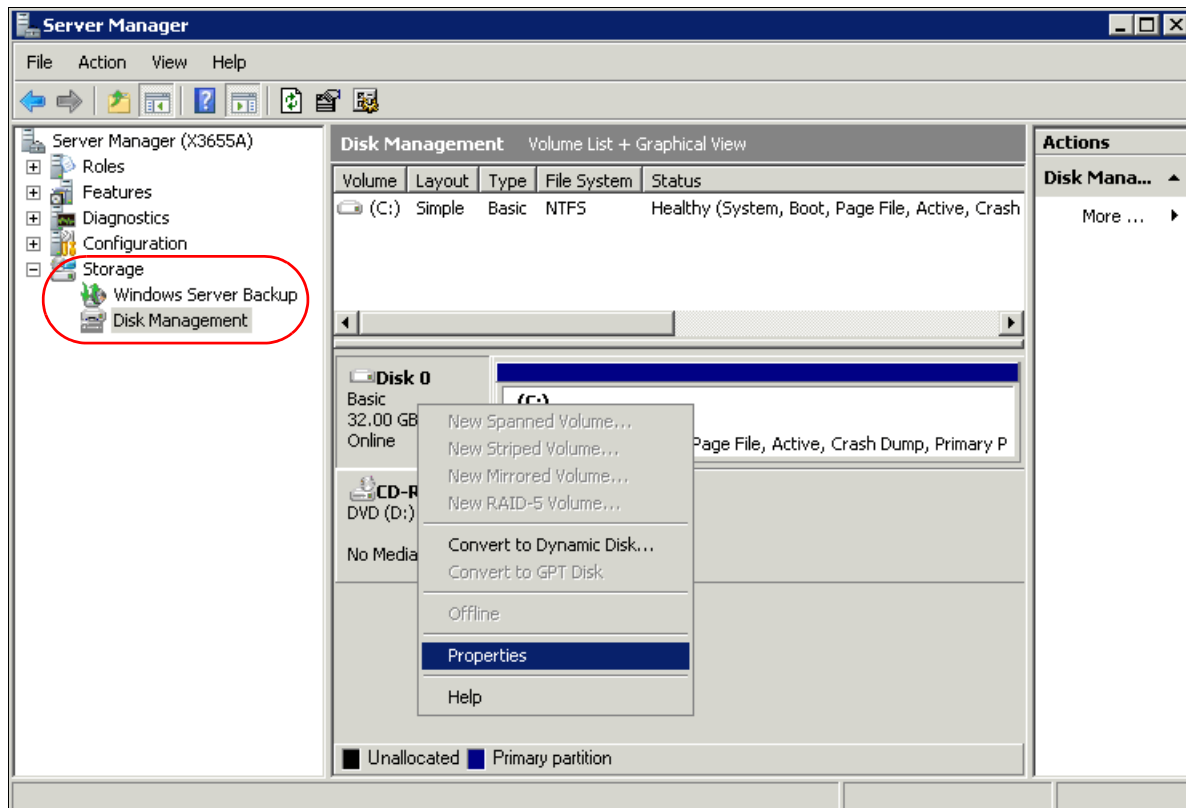 Server Manager
File Action View Help
Server Manager (X3655A)
Roles
Features
Diagnostics
Configuration
Storage
Windows Server Backup
Disk Management
Disk Management Volume List + Graphical View
Volume Layout Type File System Status
(C:) Simple Basic NTFS Healthy (System, Boot, Page File, Active, Crash
Disk 0
Basic
32.00 GB
Online
(C:)
Page File, Active, Crash Dump, Primary P
CD-R
DVD (D:)
No Media
New Spanned Volume...
New Striped Volume...
New Mirrored Volume...
New RAID-5 Volume...
Convert to Dynamic Disk...
Convert to GPT Disk
Offline
Properties
Help
Unallocated Primary partition
Actions
Disk Mana...
More ...